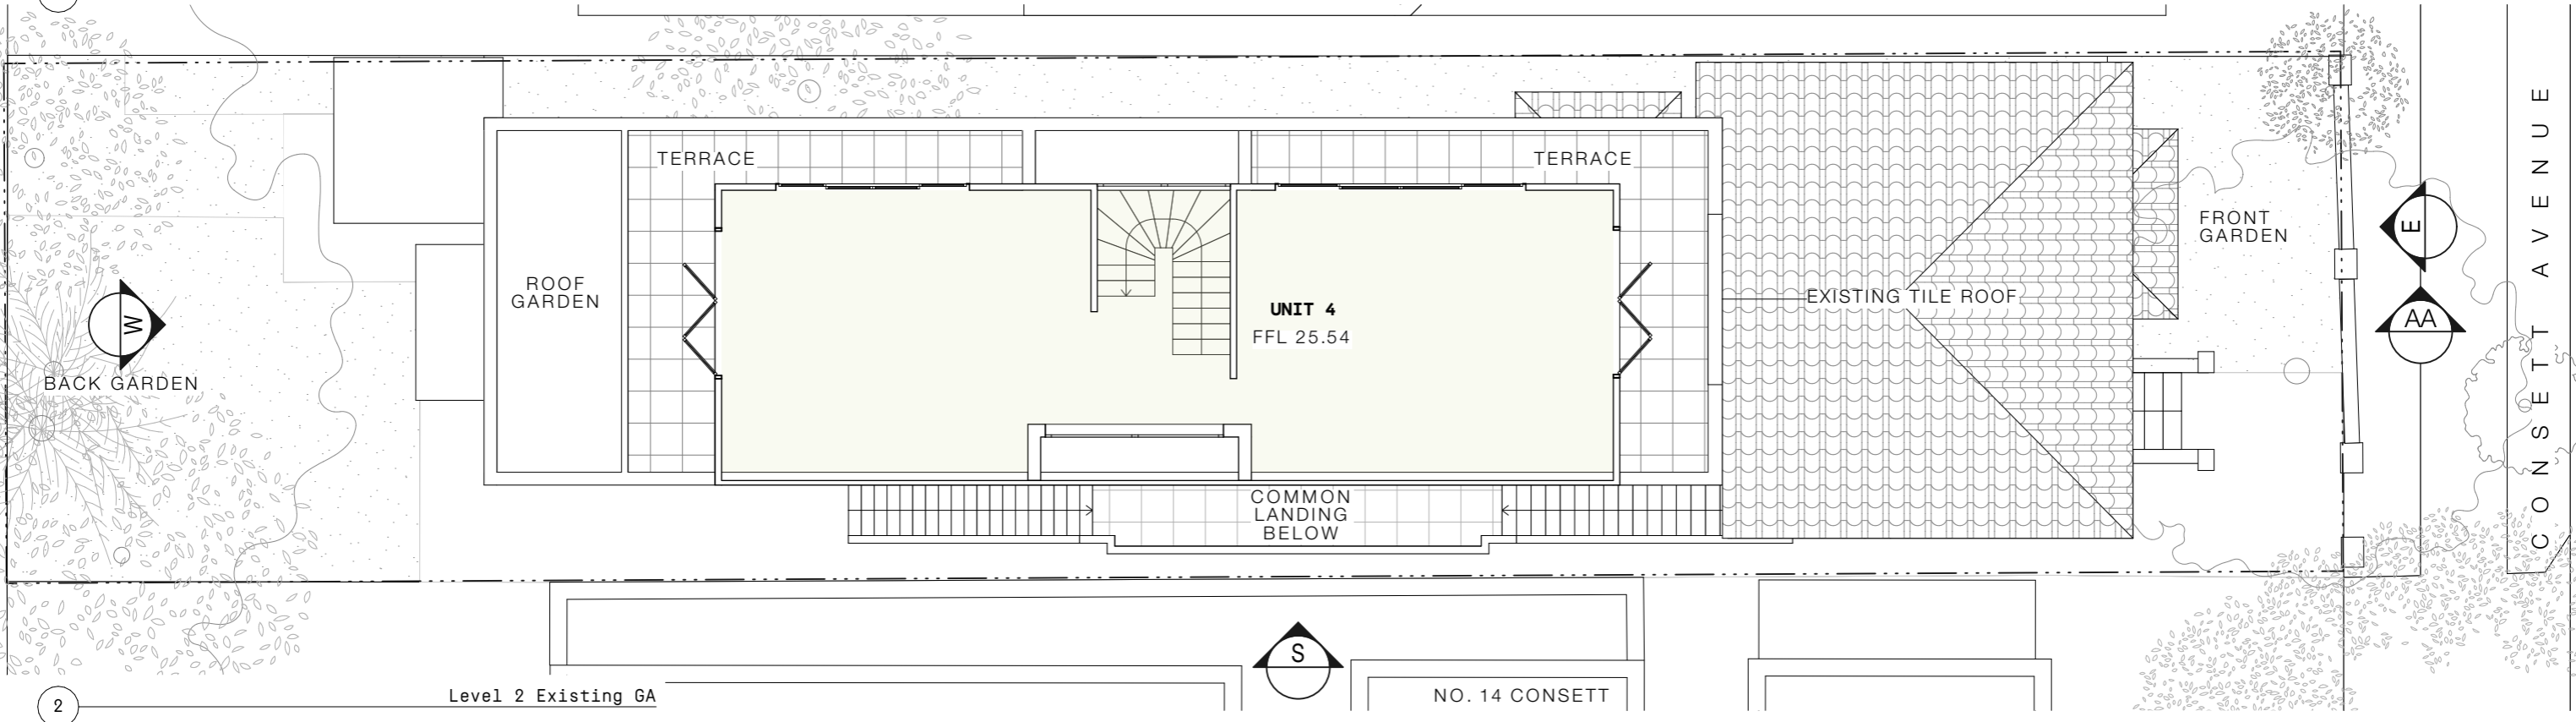 TERRACE
TERRACE
ROOF
GARDEN
UNIT 4
FFL 25.54
EXISTING TILE ROOF
FRONT
GARDEN
E
AA
W
BACK GARDEN
CONSETT AVENUE
COMMON
LANDING
BELOW
S
NO. 14 CONSETT
2
Level 2 Existing GA